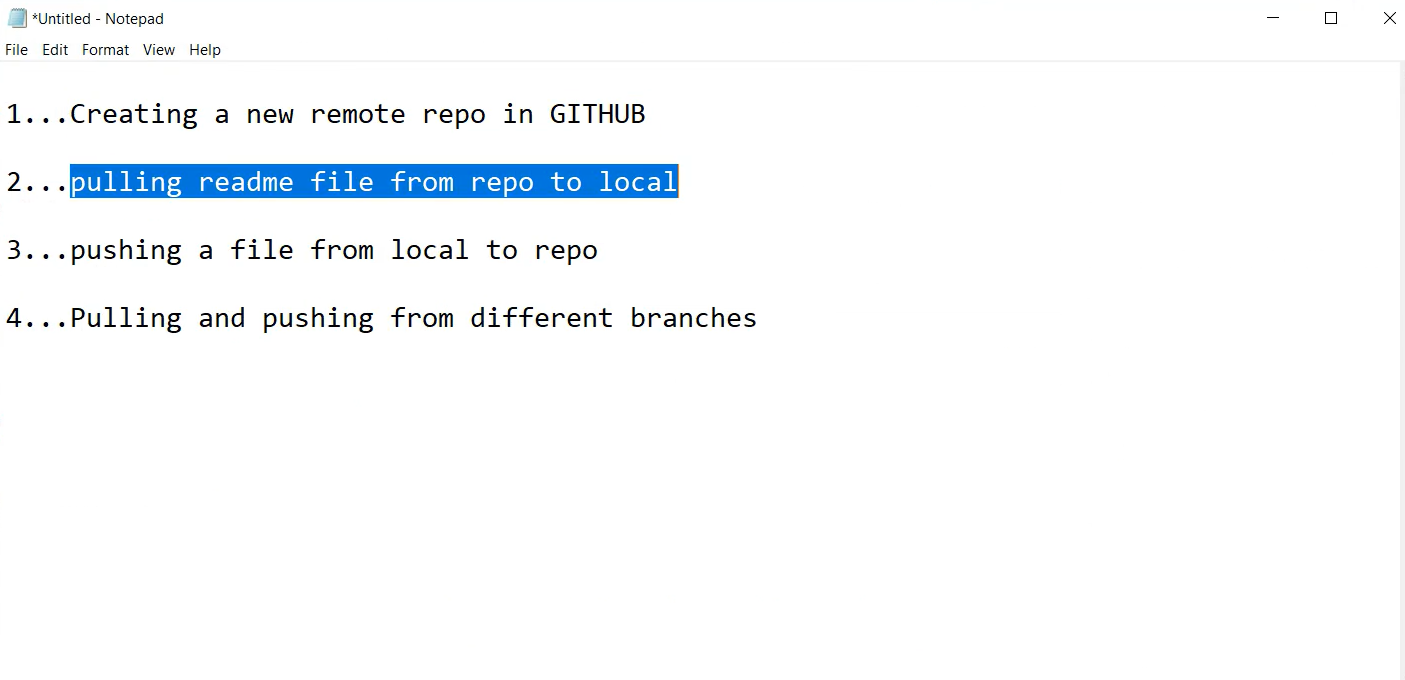 *Untitled - Notepad
File Edit Format View Help
1...Creating a new remote repo in GITHUB
2...pulling readme file from repo to local
3...pushing a file from local to repo
4...Pulling and pushing from different branches